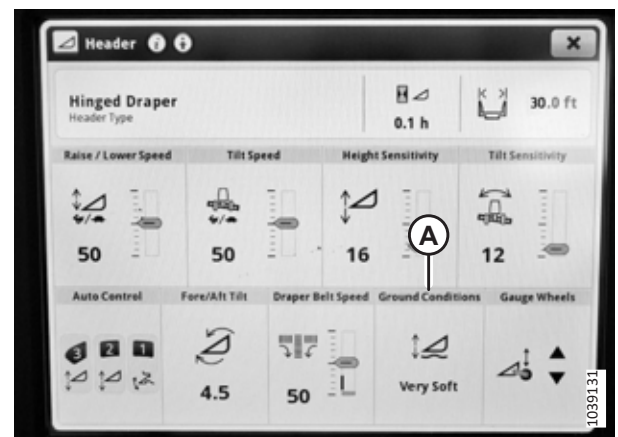 Header
Hinged Draper
Header Type
0.1 h
30.0 ft
Raise / Lower Speed
Tilt Speed
Height Sensitivity
Tilt Sensitivity
50
50
16
12
A
Auto Control
Fore/Aft Tilt
Draper Belt Speed
Ground Conditions
Gauge Wheels
3 2 1
4.5
50
Very Soft
1039131